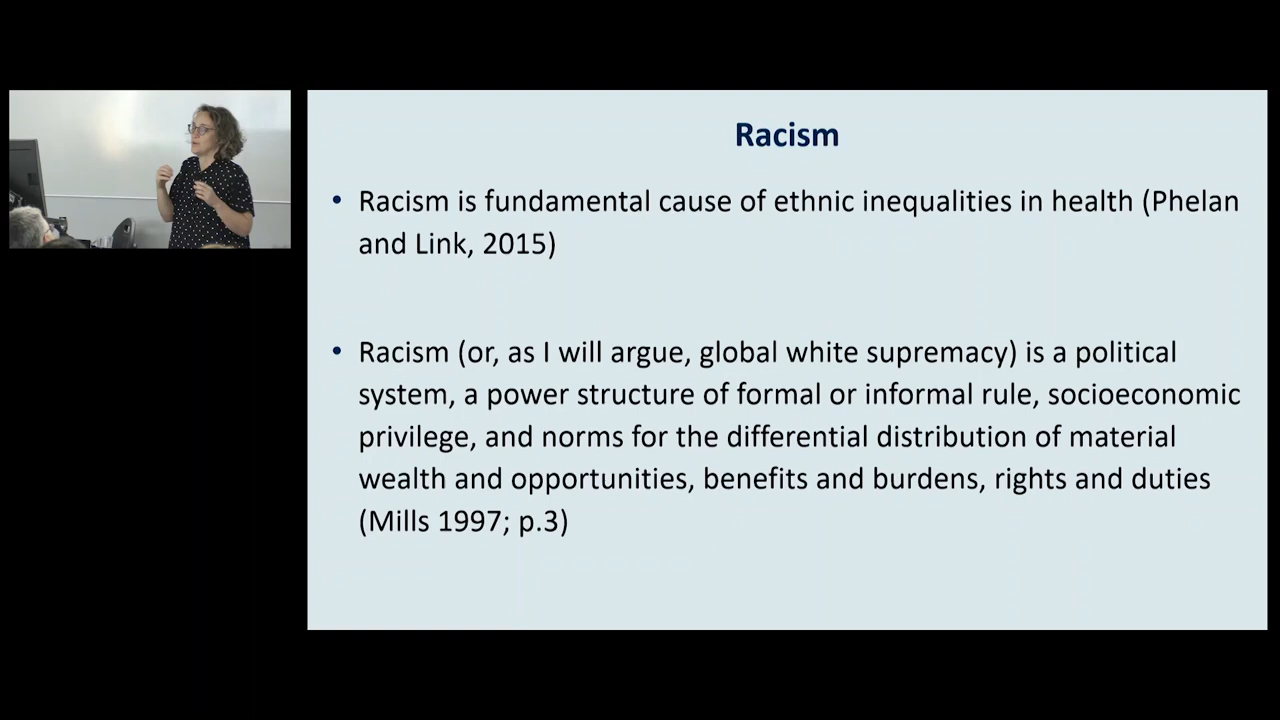 Racism
• Racism is fundamental cause of ethnic inequalities in health (Phelan
and Link, 2015)
• Racism (or, as I will argue, global white supremacy) is a political
system, a power structure of formal or informal rule, socioeconomic
privilege, and norms for the differential distribution of material
wealth and opportunities, benefits and burdens, rights and duties
(Mills 1997; p.3)